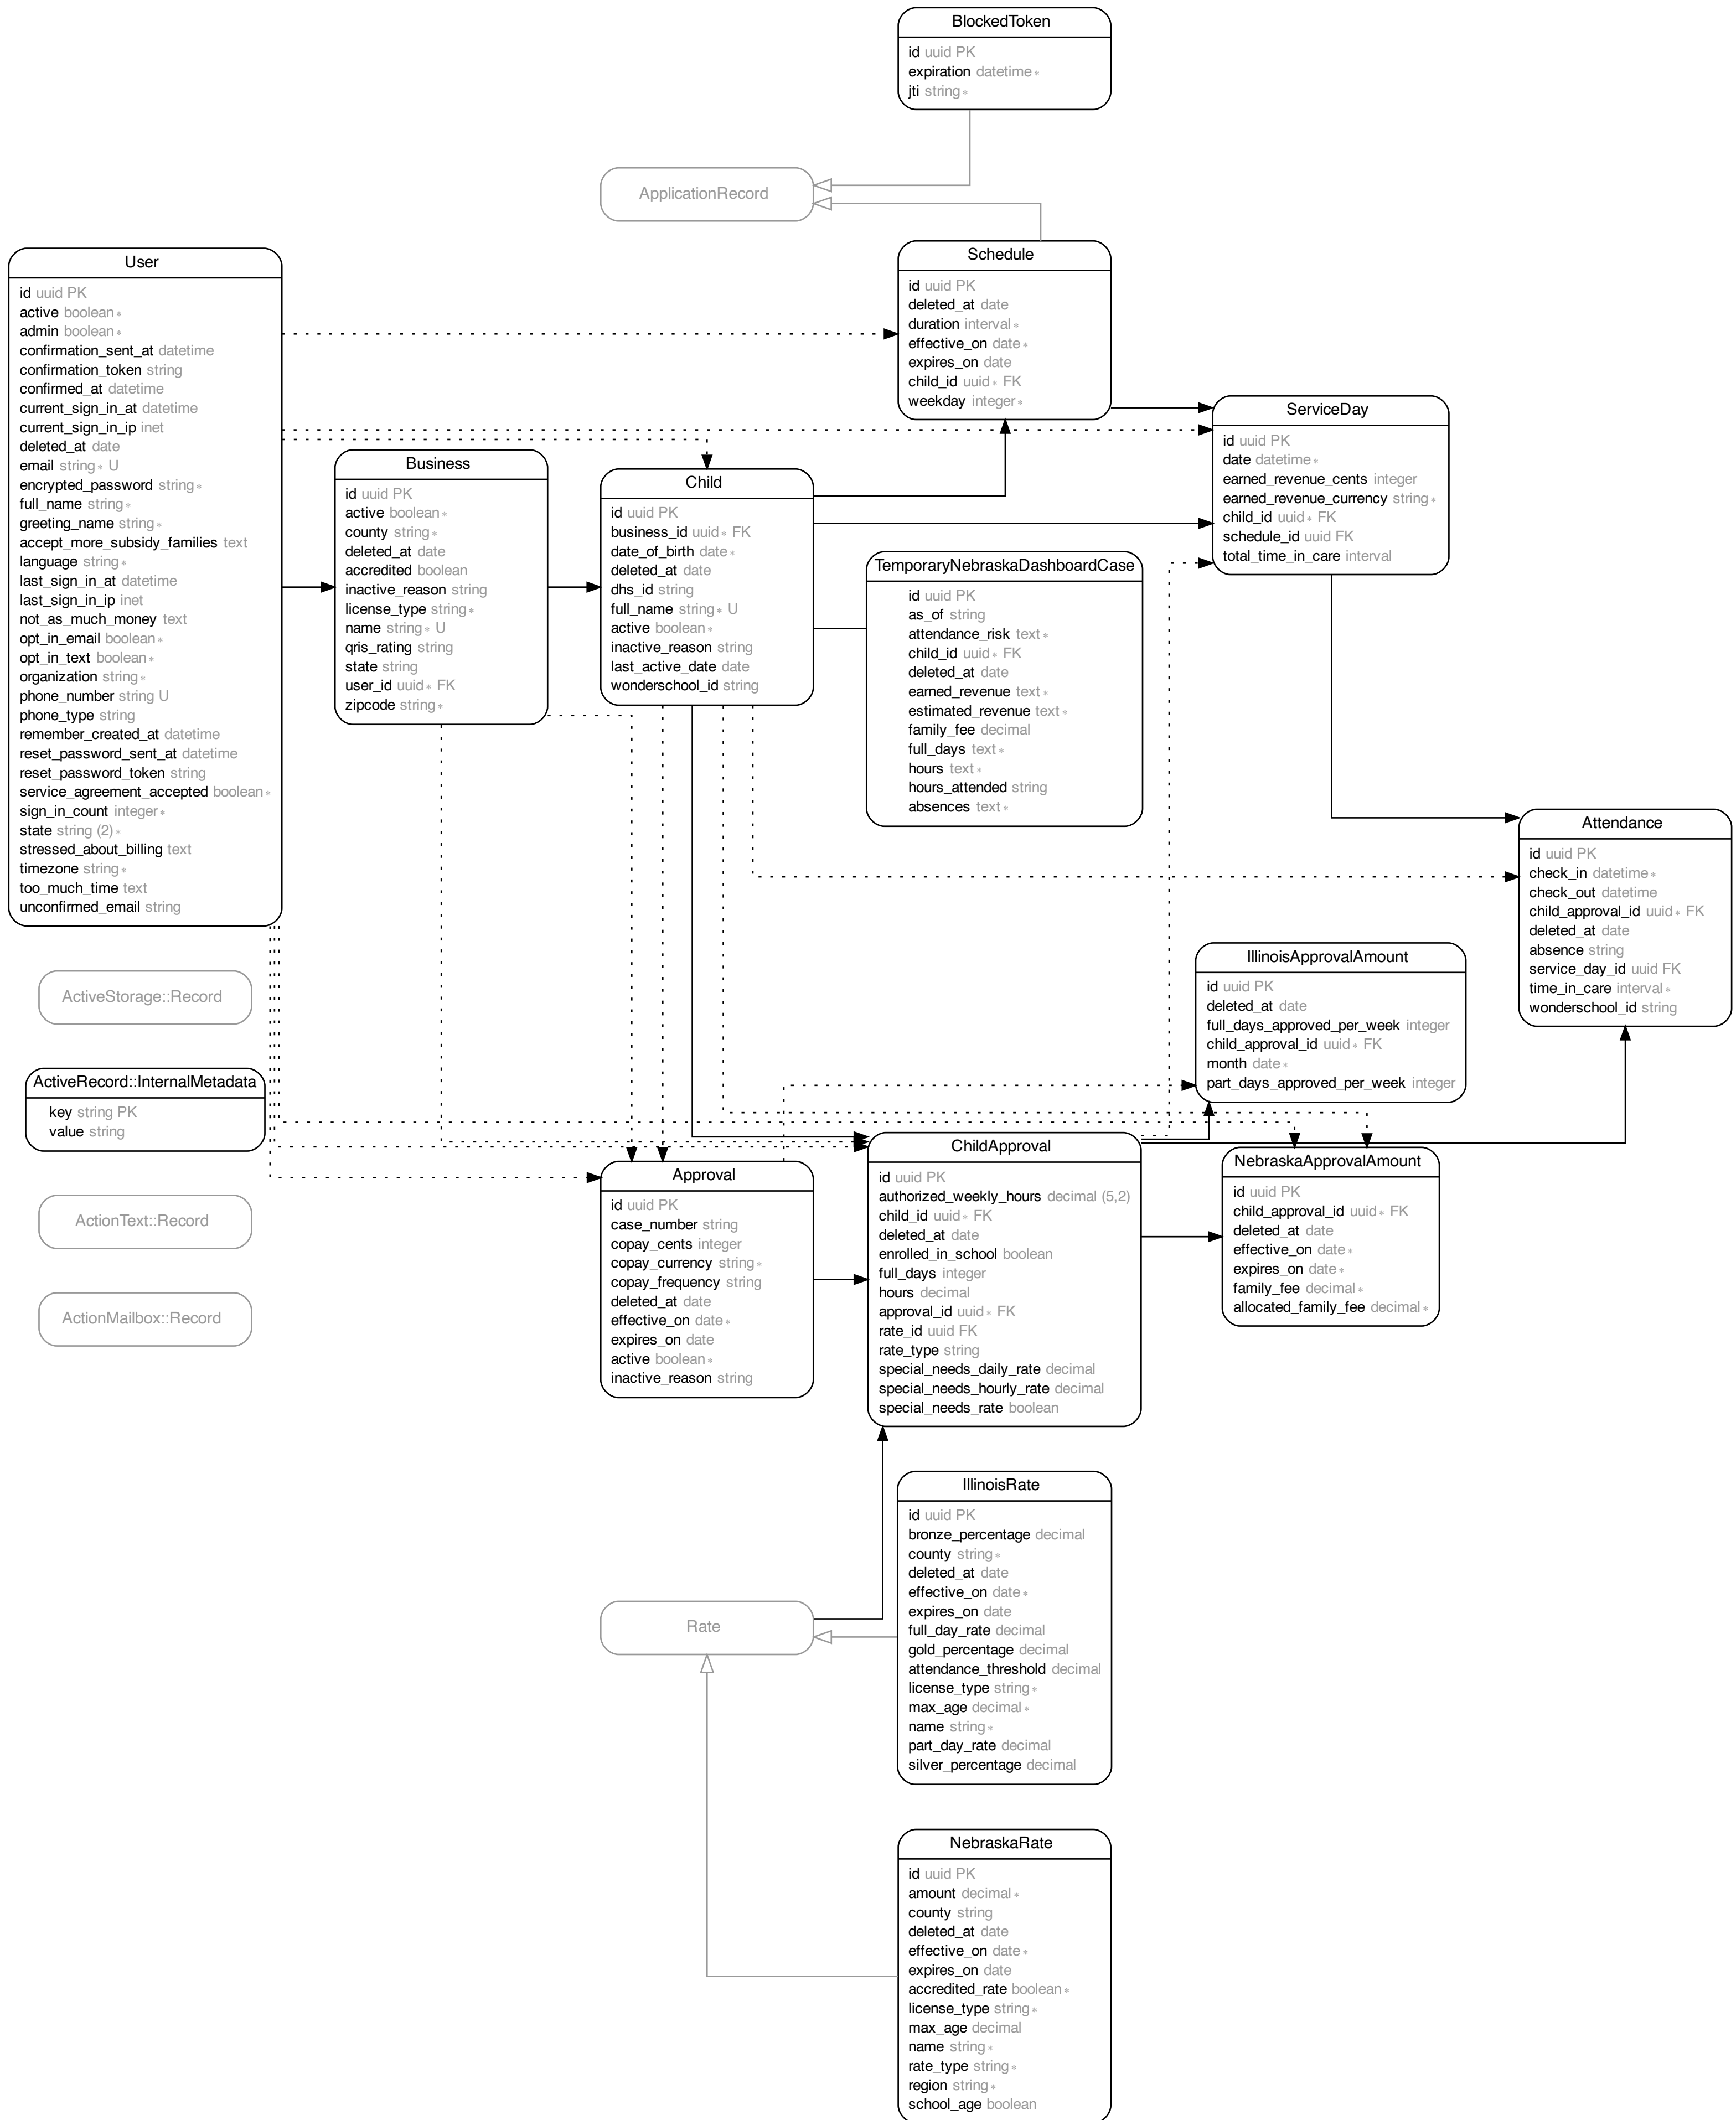 BlockedToken
id uuid PK
expiration datetime ∗
jti string ∗
ApplicationRecord
User
id uuid PK
active boolean ∗
admin boolean ∗
confirmation_sent_at datetime
confirmation_token string
confirmed_at datetime
current_sign_in_at datetime
current_sign_in_ip inet
deleted_at date
email string ∗ U
encrypted_password string ∗
full_name string ∗
greeting_name string ∗
accept_more_subsidy_families text
language string ∗
last_sign_in_at datetime
last_sign_in_ip inet
not_as_much_money text
opt_in_email boolean ∗
opt_in_text boolean ∗
organization string ∗
phone_number string U
phone_type string
remember_created_at datetime
reset_password_sent_at datetime
reset_password_token string
service_agreement_accepted boolean ∗
sign_in_count integer ∗
state string (2) ∗
stressed_about_billing text
timezone string ∗
too_much_time text
unconfirmed_email string
Schedule
id uuid PK
deleted_at date
duration interval ∗
effective_on date ∗
expires_on date
child_id uuid ∗ FK
weekday integer ∗
ServiceDay
id uuid PK
date datetime ∗
earned_revenue_cents integer
earned_revenue_currency string ∗
child_id uuid ∗ FK
schedule_id uuid FK
total_time_in_care interval
Business
id uuid PK
active boolean ∗
county string ∗
deleted_at date
accredited boolean
inactive_reason string
license_type string ∗
name string ∗ U
qris_rating string
state string
user_id uuid ∗ FK
zipcode string ∗
Child
id uuid PK
business_id uuid ∗ FK
date_of_birth date ∗
deleted_at date
dhs_id string
full_name string ∗ U
active boolean ∗
inactive_reason string
last_active_date date
wonderschool_id string
TemporaryNebraskaDashboardCase
id uuid PK
as_of string
attendance_risk text ∗
child_id uuid ∗ FK
deleted_at date
earned_revenue text ∗
estimated_revenue text ∗
family_fee decimal
full_days text ∗
hours text ∗
hours_attended string
absences text ∗
Attendance
id uuid PK
check_in datetime ∗
check_out datetime
child_approval_id uuid ∗ FK
deleted_at date
absence string
service_day_id uuid FK
time_in_care interval ∗
wonderschool_id string
IllinoisApprovalAmount
id uuid PK
deleted_at date
full_days_approved_per_week integer
child_approval_id uuid ∗ FK
month date ∗
part_days_approved_per_week integer
ActiveStorage::Record
ActiveRecord::InternalMetadata
key string PK
value string
ActionText::Record
ActionMailbox::Record
Approval
id uuid PK
case_number string
copay_cents integer
copay_currency string ∗
copay_frequency string
deleted_at date
effective_on date ∗
expires_on date
active boolean ∗
inactive_reason string
ChildApproval
id uuid PK
authorized_weekly_hours decimal (5,2)
child_id uuid ∗ FK
deleted_at date
enrolled_in_school boolean
full_days integer
hours decimal
approval_id uuid ∗ FK
rate_id uuid FK
rate_type string
special_needs_daily_rate decimal
special_needs_hourly_rate decimal
special_needs_rate boolean
NebraskaApprovalAmount
id uuid PK
child_approval_id uuid ∗ FK
deleted_at date
effective_on date ∗
expires_on date ∗
family_fee decimal ∗
allocated_family_fee decimal ∗
Rate
IllinoisRate
id uuid PK
bronze_percentage decimal
county string ∗
deleted_at date
effective_on date ∗
expires_on date
full_day_rate decimal
gold_percentage decimal
attendance_threshold decimal
license_type string ∗
max_age decimal ∗
name string ∗
part_day_rate decimal
silver_percentage decimal
NebraskaRate
id uuid PK
amount decimal ∗
county string
deleted_at date
effective_on date ∗
expires_on date
accredited_rate boolean ∗
license_type string ∗
max_age decimal
name string ∗
rate_type string ∗
region string ∗
school_age boolean